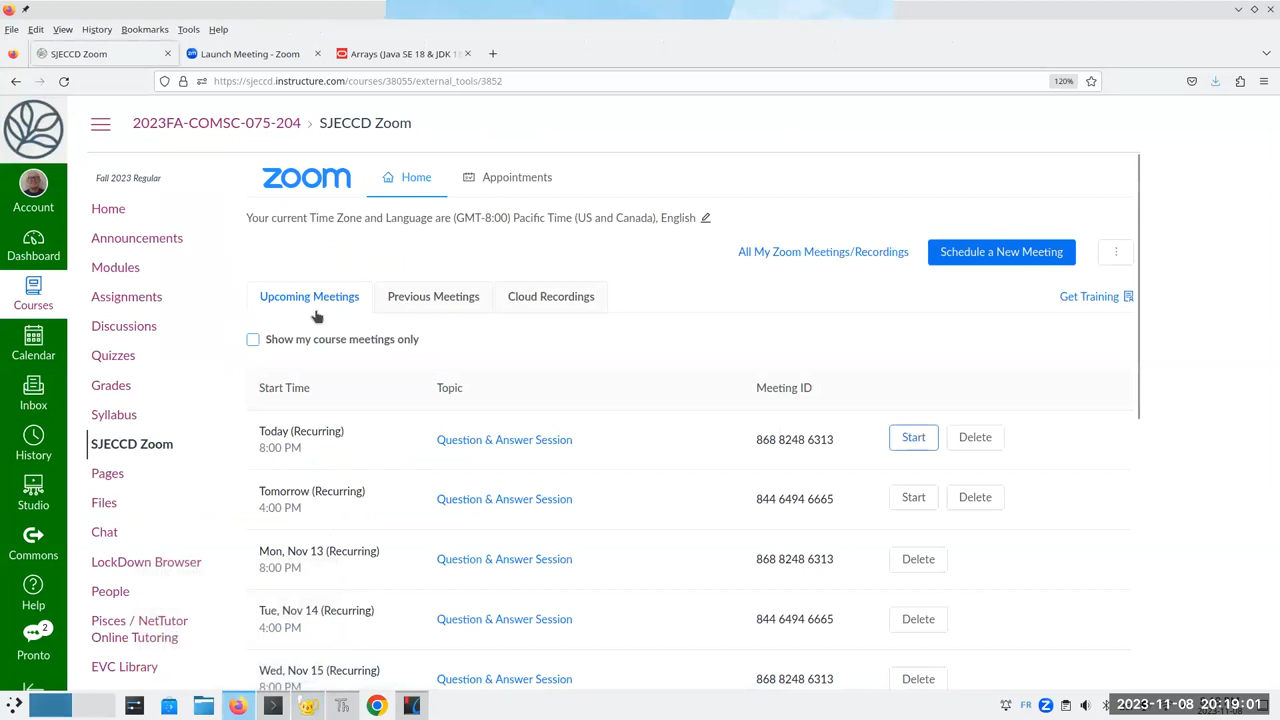 File Edit View History Bookmarks Tools Help
SJECCD Zoom
Launch Meeting - Zoom
Arrays (Java SE 18 & JDK 1
https://sjeccd.instructure.com/courses/38055/external_tools/3852
120%
2023FA-COMSC-075-204 › SJECCD Zoom
Account
Dashboard
Courses
Calendar
Inbox
History
Studio
Commons
Help
2
Pronto
Fall 2023 Regular
Home
Announcements
Modules
Assignments
Discussions
Quizzes
Grades
Syllabus
SJECCD Zoom
Pages
Files
Chat
LockDown Browser
People
Pisces / NetTutor
Online Tutoring
EVC Library
zoom Home Appointments
Your current Time Zone and Language are (GMT-8:00) Pacific Time (US and Canada), English
All My Zoom Meetings/Recordings Schedule a New Meeting
Upcoming Meetings Previous Meetings Cloud Recordings Get Training
Show my course meetings only
Start Time Topic Meeting ID
Today (Recurring)
8:00 PM
Question & Answer Session 868 8248 6313 Start Delete
Tomorrow (Recurring)
4:00 PM
Question & Answer Session 844 6494 6665 Start Delete
Mon, Nov 13 (Recurring)
8:00 PM
Question & Answer Session 868 8248 6313 Delete
Tue, Nov 14 (Recurring)
4:00 PM
Question & Answer Session 844 6494 6665 Delete
Wed, Nov 15 (Recurring)
8:00 PM
Question & Answer Session 868 8248 6313 Delete
FR
2023-11-08 20:19:01